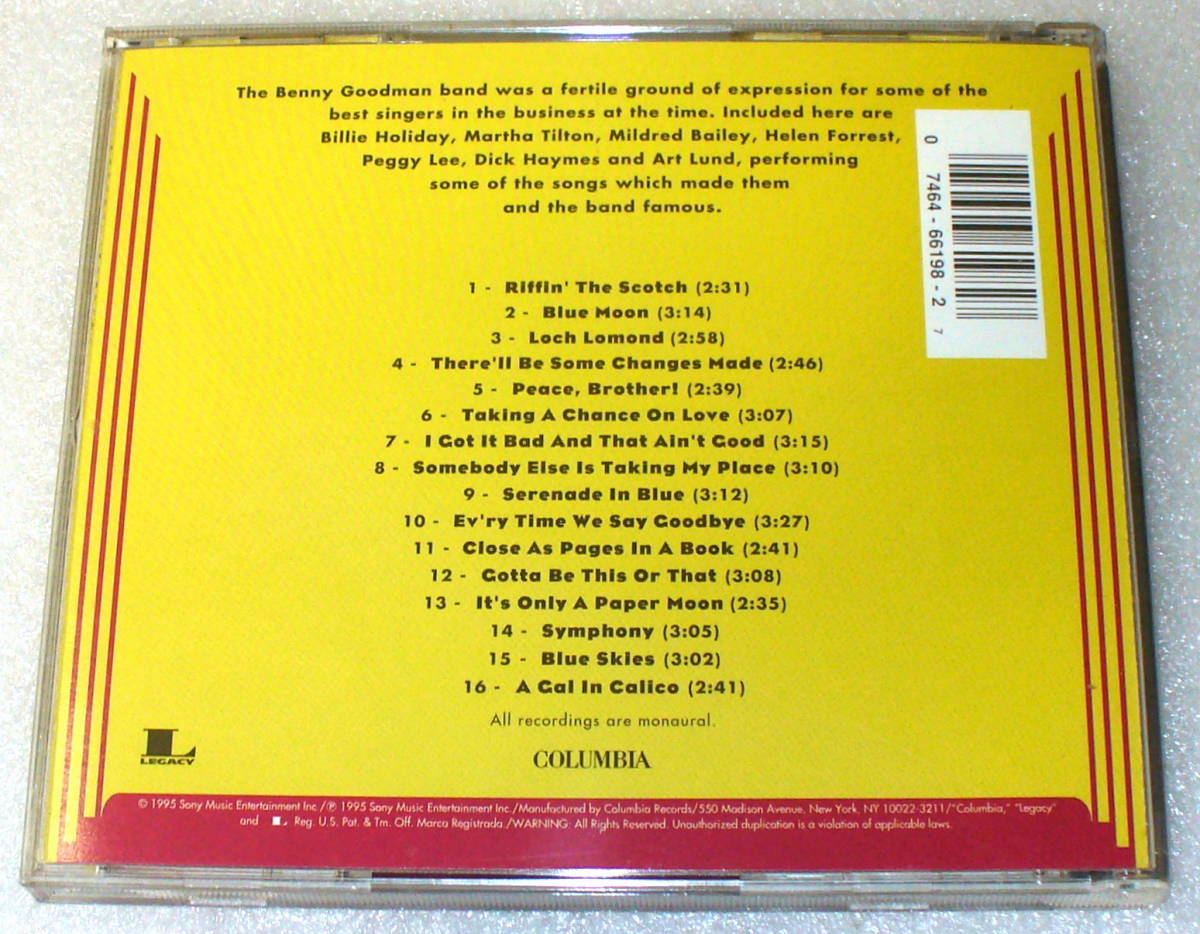 The Benny Goodman band was a fertile ground of expression for some of the
best singers in the business at the time. Included here are
Billie Holiday, Martha Tilton, Mildred Bailey, Helen Forrest,
Peggy Lee, Dick Haymes and Art Lund, performing
some of the songs which made them
and the band famous.
0 7464-66198-2 7
1 - Riffin' The Scotch (2:31)
2 - Blue Moon (3:14)
3 - Loch Lomond (2:58)
4 - There'll Be Some Changes Made (2:46)
5 - Peace, Brother! (2:39)
6 - Taking A Chance On Love (3:07)
7 - I Got It Bad And That Ain't Good (3:15)
8 - Somebody Else Is Taking My Place (3:10)
9 - Serenade In Blue (3:12)
10 - Ev'ry Time We Say Goodbye (3:27)
11 - Close As Pages In A Book (2:41)
12 - Gotta Be This Or That (3:08)
13 - It's Only A Paper Moon (2:35)
14 - Symphony (3:05)
15 - Blue Skies (3:02)
16 - A Gal In Calico (2:41)
All recordings are monaural.
L
LEGACY
COLUMBIA
© 1995 Sony Music Entertainment Inc./℗ 1995 Sony Music Entertainment Inc./Manufactured by Columbia Records/550 Madison Avenue, New York, NY 10022-3211/"Columbia," "Legacy"
and L Reg. U.S. Pat. & Tm. Off. Marca Registrada./WARNING: All Rights Reserved. Unauthorized duplication is a violation of applicable laws.